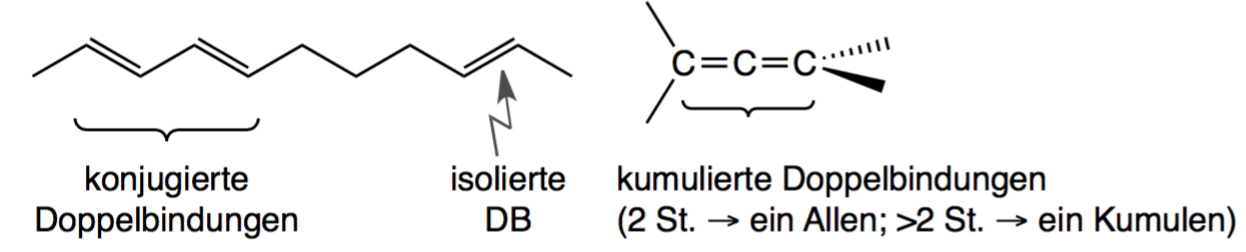 C=C=C
konjugierte
Doppelbindungen
isolierte
DB
kumulierte Doppelbindungen
(2 St. → ein Allen; >2 St. → ein Kumulen)